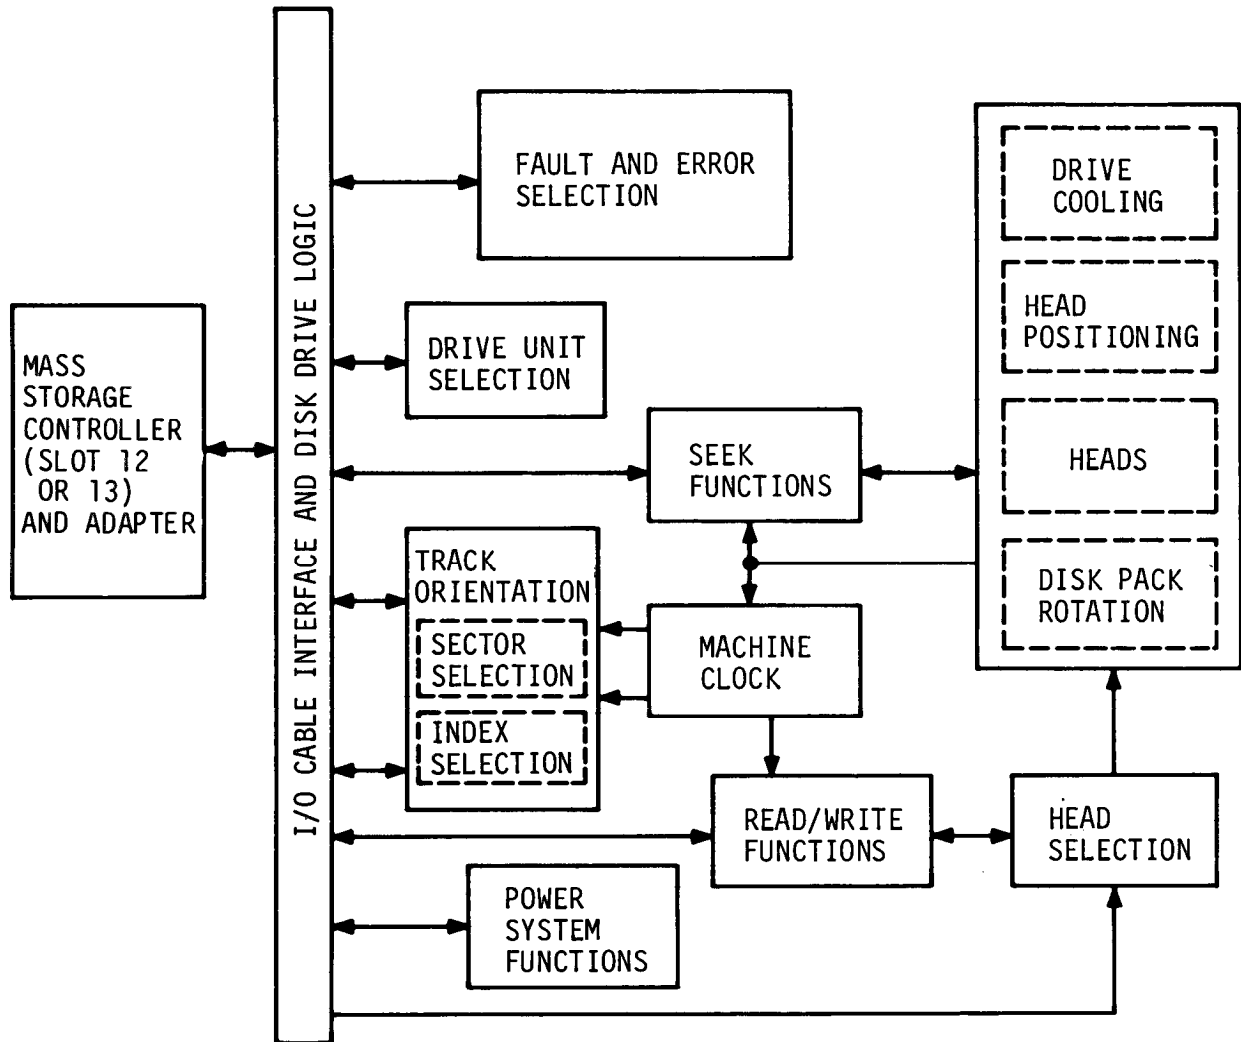 MASS
STORAGE
CONTROLLER
(SLOT 12
OR 13)
AND ADAPTER
I/O CABLE INTERFACE AND DISK DRIVE LOGIC
FAULT AND ERROR
SELECTION
DRIVE UNIT
SELECTION
SEEK
FUNCTIONS
TRACK
ORIENTATION
SECTOR
SELECTION
INDEX
SELECTION
MACHINE
CLOCK
READ/WRITE
FUNCTIONS
HEAD
SELECTION
POWER
SYSTEM
FUNCTIONS
DRIVE
COOLING
HEAD
POSITIONING
HEADS
DISK PACK
ROTATION